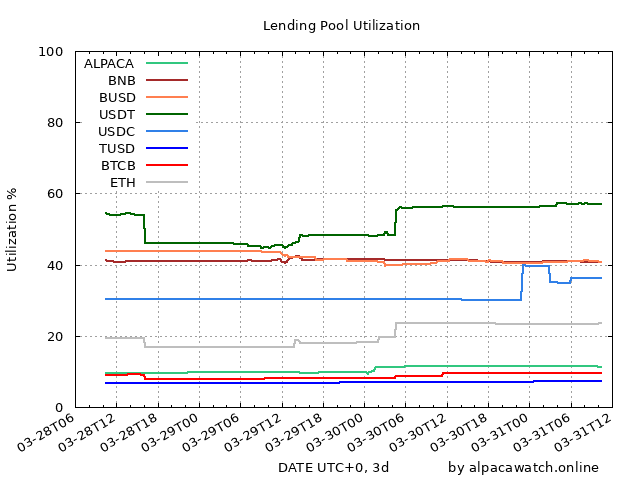 Lending Pool Utilization
100
80
60
40
20
0
Utilization %
ALPACA
BNB
BUSD
USDT
USDC
TUSD
BTCB
ETH
03-28T06
03-28T12
03-28T18
03-29T00
03-29T06
03-29T12
03-29T18
03-30T00
03-30T06
03-30T12
03-30T18
03-31T00
03-31T06
03-31T12
DATE UTC+0, 3d
by alpacawatch.online